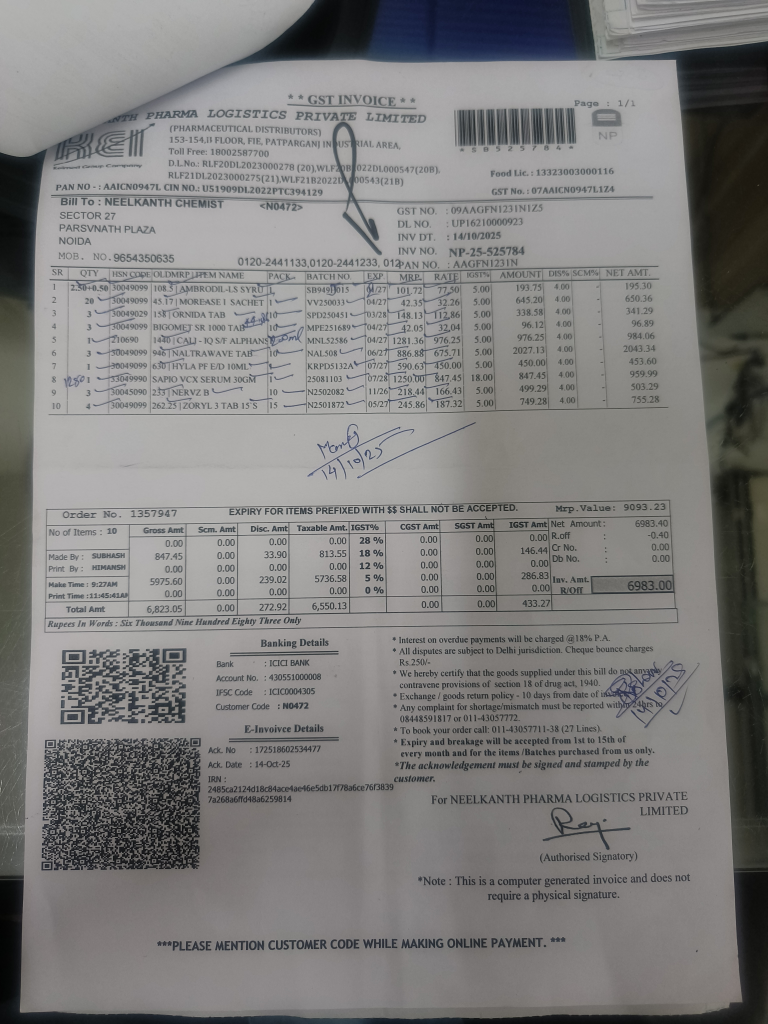 * * GST INVOICE * *
Page : 1/1
PHARMA LOGISTICS PRIVATE LIMITED
(PHARMACEUTICAL DISTRIBUTORS)
153-154,II FLOOR, FIE, PATPARGANJ INDUSTRIAL AREA,
Toll Free: 18002587700
NP
D.L.No.: RLF20DL2023000278 (20),
RLF21DL2023000275(21),
Food Lic. : 13323003000116
PAN NO - : AAICN0947L CIN NO.: U51909DL2022PTC394129
GST No. : 07AAICN0947L1Z4
Bill To : NEELKANTH CHEMIST <N0472>
SECTOR 27
PARSVNATH PLAZA
NOIDA
MOB. NO.9654350635
0120-2441133,0120-2441233, 012
GST NO. : 09AAGFN1231N1Z5
DL NO. : UP16210000923
INV DT. : 14/10/2025
INV NO. NP-25-525784
PAN NO. : AAGFN1231N
SR QTY HSN CODE OLDMRP ITEM NAME PACK BATCH NO. EXP MRP RATE IGST% AMOUNT DIS% SCM% NET AMT.
1 2.50+0.50 30049099 108.5 AMBRODIL-LS SYRU 101.72 77.50 5.00 193.75 4.00 - 195.30
2 20 30049099 45.17 MOREASE 1 SACHET VV250033 04/27 42.35 32.26 5.00 645.20 4.00 - 650.36
3 3 30049029 158 ORNIDA TAB 10 SPD250451 03/28 148.13 112.86 5.00 338.58 4.00 - 341.29
4 3 30049099 BIGOMET SR 1000 TAB 10 MPE251689 04/27 42.05 32.04 5.00 96.12 4.00 - 96.89
5 1 210690 1440 CALI - IQ S/F ALPHANS MNL52586 04/27 1281.36 976.25 5.00 976.25 4.00 - 984.06
6 3 30049099 946 NALTRAWAVE TAB 10 NAL508 06/27 886.88 675.71 5.00 2027.13 4.00 - 2043.34
7 1 30049099 630 HYLA PF E/D 10ML KRPD5132A 07/27 590.63 450.00 5.00 450.00 4.00 - 453.60
8 1250 1 33049990 SAPIO VCX SERUM 30GM 25081103 07/28 1250.00 847.45 18.00 847.45 4.00 - 959.99
9 3 30045090 233 NERVZ B 10 N2502082 11/26 218.44 166.43 5.00 499.29 4.00 - 503.29
10 4 30049099 262.25 ZORYL 3 TAB 15'S 15 N2501872 05/27 245.86 187.32 5.00 749.28 4.00 - 755.28
14/10/25
Order No. 1357947 EXPIRY FOR ITEMS PREFIXED WITH $$ SHALL NOT BE ACCEPTED. Mrp.Value: 9093.23
No of Items : 10 Gross Amt Scm. Amt Disc. Amt Taxable Amt. IGST% CGST Amt SGST Amt IGST Amt Net Amount: 6983.40
0.00 0.00 0.00 0.00 28 % 0.00 0.00 0.00 R.off : -0.40
Made By : SUBHASH 847.45 0.00 33.90 813.55 18 % 0.00 0.00 146.44 Cr No. : 0.00
Print By : HIMANSH 0.00 0.00 0.00 0.00 12 % 0.00 0.00 0.00 Db No. : 0.00
Make Time : 9:27AM 5975.60 0.00 239.02 5736.58 5 % 0.00 0.00 286.83 Inv. Amt.
Print Time :11:45:41AM 0.00 0.00 0.00 0.00 0 % 0.00 0.00 0.00 R/Off 6983.00
Total Amt 6,823.05 0.00 272.92 6,550.13 0.00 0.00 433.27
Rupees In Words : Six Thousand Nine Hundred Eighty Three Only
Banking Details
Bank : ICICI BANK
Account No. : 430551000008
IFSC Code : ICIC0004305
Customer Code : N0472
E-Invoivce Details
Ack. No : 172518602534477
Ack. Date : 14-Oct-25
IRN :
2485ca2124d18c84ace4ae46e5db17f78a6ce76f3839
7a268a6ffd48a6259814
* Interest on overdue payments will be charged @18% P.A.
* All disputes are subject to Delhi jurisdiction. Cheque bounce charges
Rs.250/-
* We hereby certify that the goods supplied under this bill do not any
contravene provisions of section 18 of drug act, 1940.
* Exchange / goods return policy - 10 days from date of
* Any complaint for shortage/mismatch must be reported within 24hrs to
08448591817 or 011-43057772.
* To book your order call: 011-43057711-38 (27 Lines).
* Expiry and breakage will be accepted from 1st to 15th of
every month and for the items /Batches purchased from us only.
*The acknowledgement must be signed and stamped by the
customer.
14/10/25
For NEELKANTH PHARMA LOGISTICS PRIVATE
LIMITED
(Authorised Signatory)
*Note : This is a computer generated invoice and does not
require a physical signature.
***PLEASE MENTION CUSTOMER CODE WHILE MAKING ONLINE PAYMENT. ***